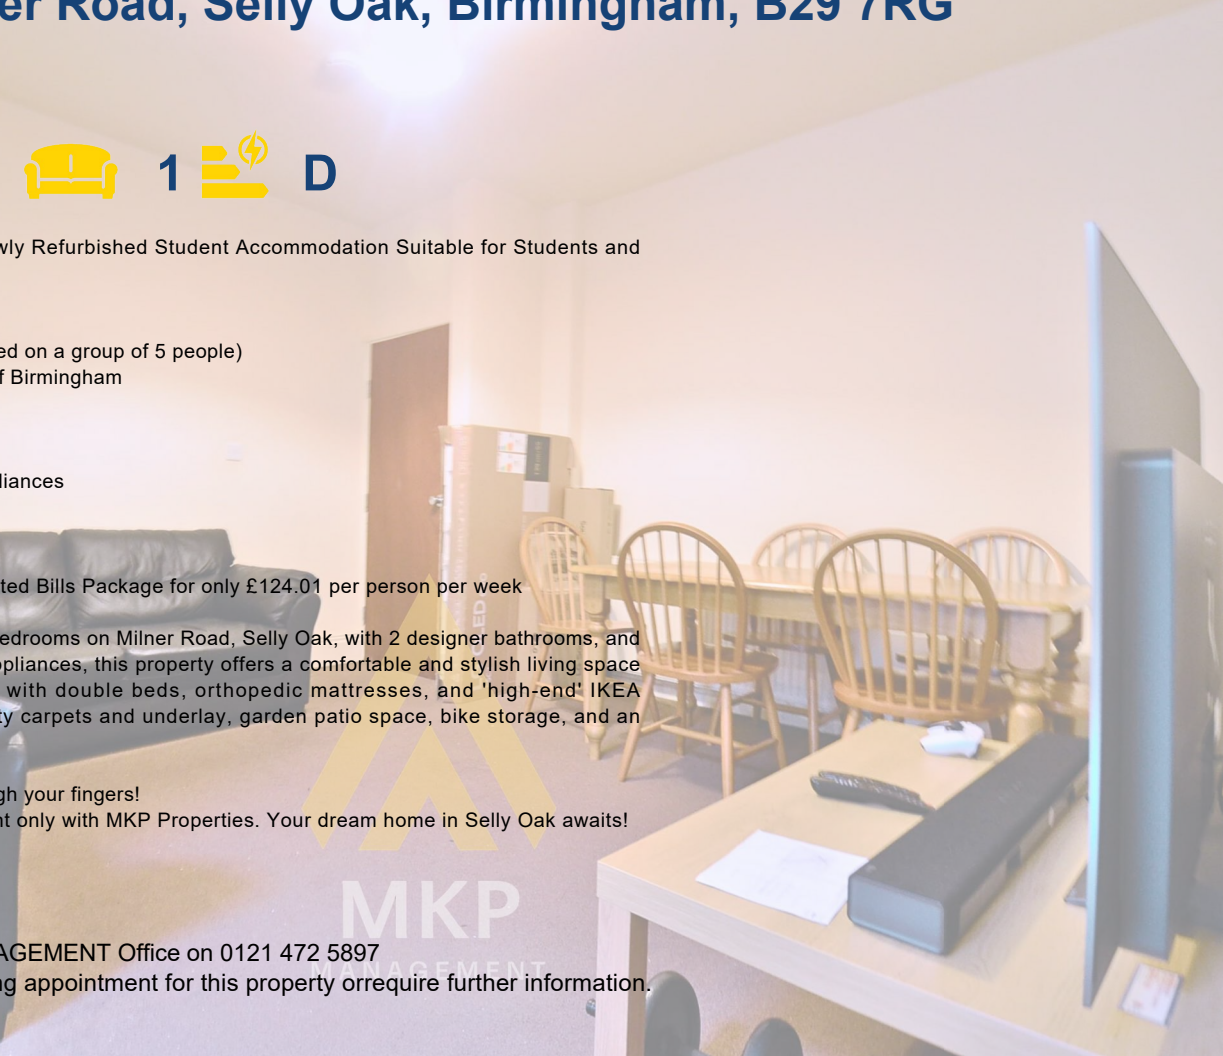 er Road, Selly Oak, Birmingham, B29 7RG
1 D
wly Refurbished Student Accommodation Suitable for Students and
ed on a group of 5 people)
f Birmingham
liances
ted Bills Package for only £124.01 per person per week
edrooms on Milner Road, Selly Oak, with 2 designer bathrooms, and
ppliances, this property offers a comfortable and stylish living space
with double beds, orthopedic mattresses, and 'high-end' IKEA
ty carpets and underlay, garden patio space, bike storage, and an
gh your fingers!
nt only with MKP Properties. Your dream home in Selly Oak awaits!
MKP
MANAGEMENT
AGEMENT Office on 0121 472 5897
ng appointment for this property orrequire further information.